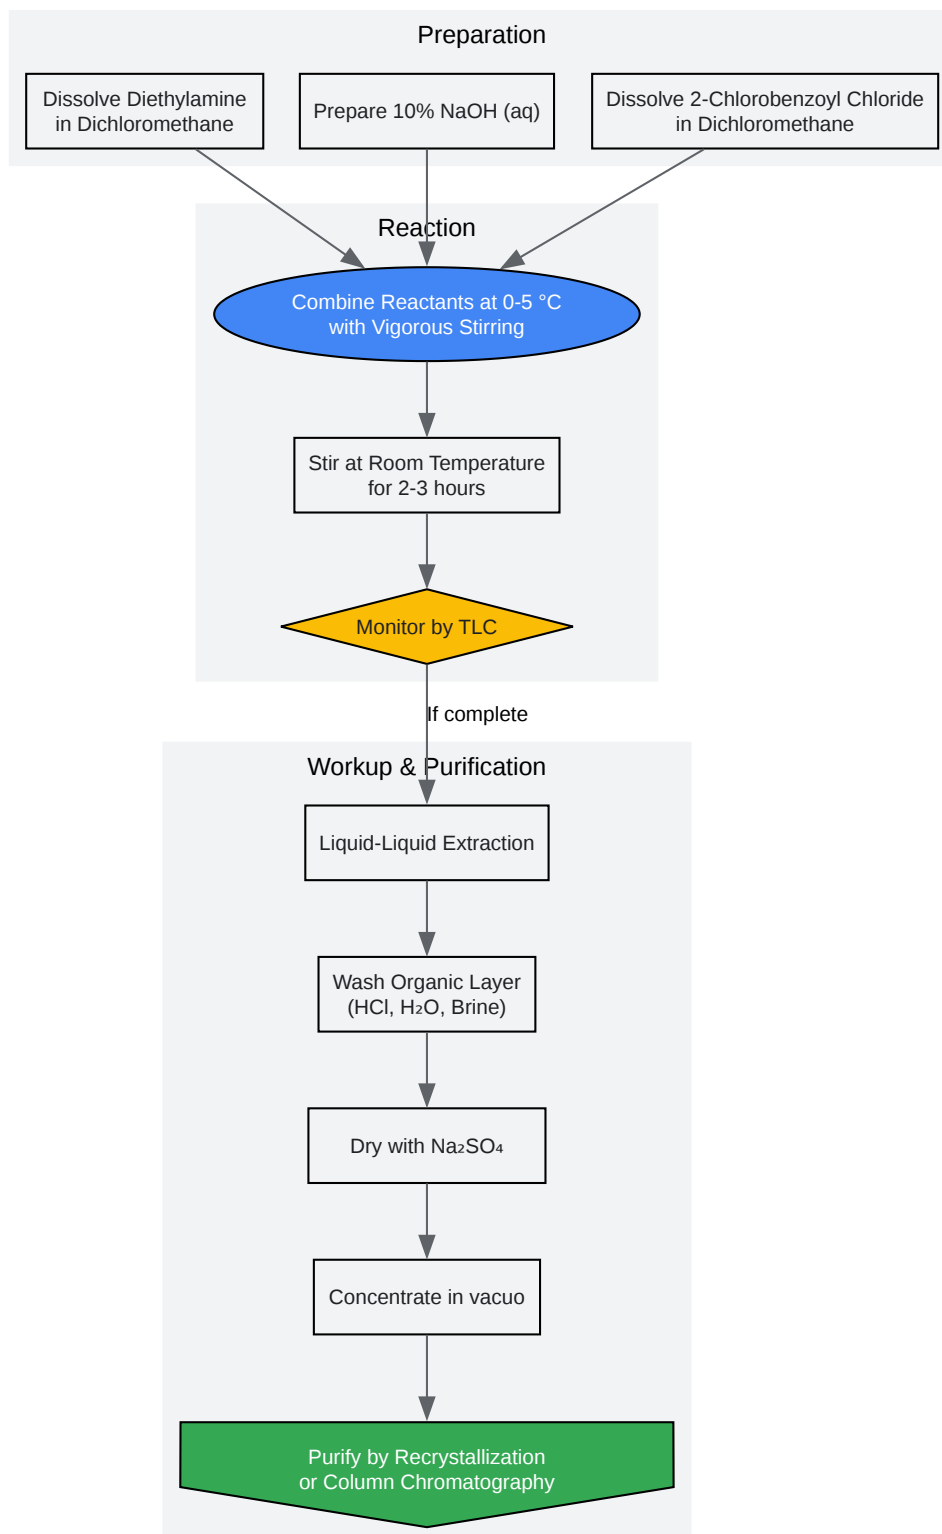 Preparation
Dissolve Diethylamine
in Dichloromethane
Prepare 10% NaOH (aq)
Dissolve 2-Chlorobenzoyl Chloride
in Dichloromethane
Reaction
Combine Reactants at 0-5 °C
with Vigorous Stirring
Stir at Room Temperature
for 2-3 hours
Monitor by TLC
If complete
Workup & Purification
Liquid-Liquid Extraction
Wash Organic Layer
(HCl, H₂O, Brine)
Dry with Na₂SO₄
Concentrate in vacuo
Purify by Recrystallization
or Column Chromatography